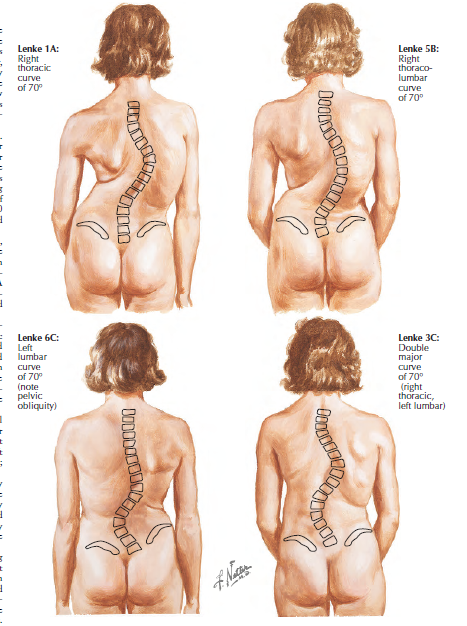 Lenke 1A:
Right
thoracic
curve
of 70°
Lenke 5B:
Right
thoraco-
lumbar
curve
of 70°
Lenke 6C:
Left
lumbar
curve
of 70°
(note
pelvic
obliquity)
Lenke 3C:
Double
major
curve
of 70°
(right
thoracic,
left lumbar)
F. Netter
M.D.